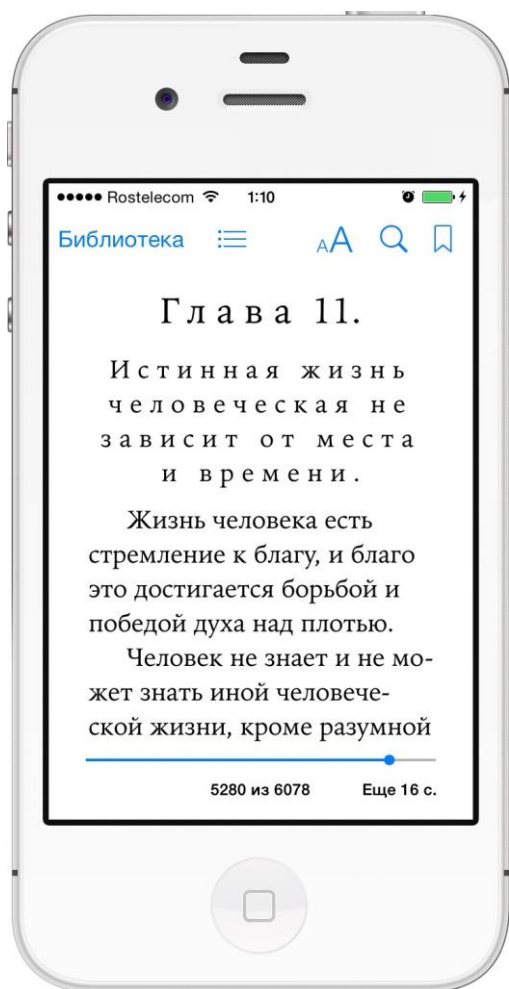 Rostelecom 1:10
Библиотека AA
Глава 11.
Истинная жизнь
человеческая не
зависит от места
и времени.
Жизнь человека есть
стремление к благу, и благо
это достигается борьбой и
победой духа над плотью.
Человек не знает и не мо-
жет знать иной человече-
ской жизни, кроме разумной
5280 из 6078 Еще 16 с.